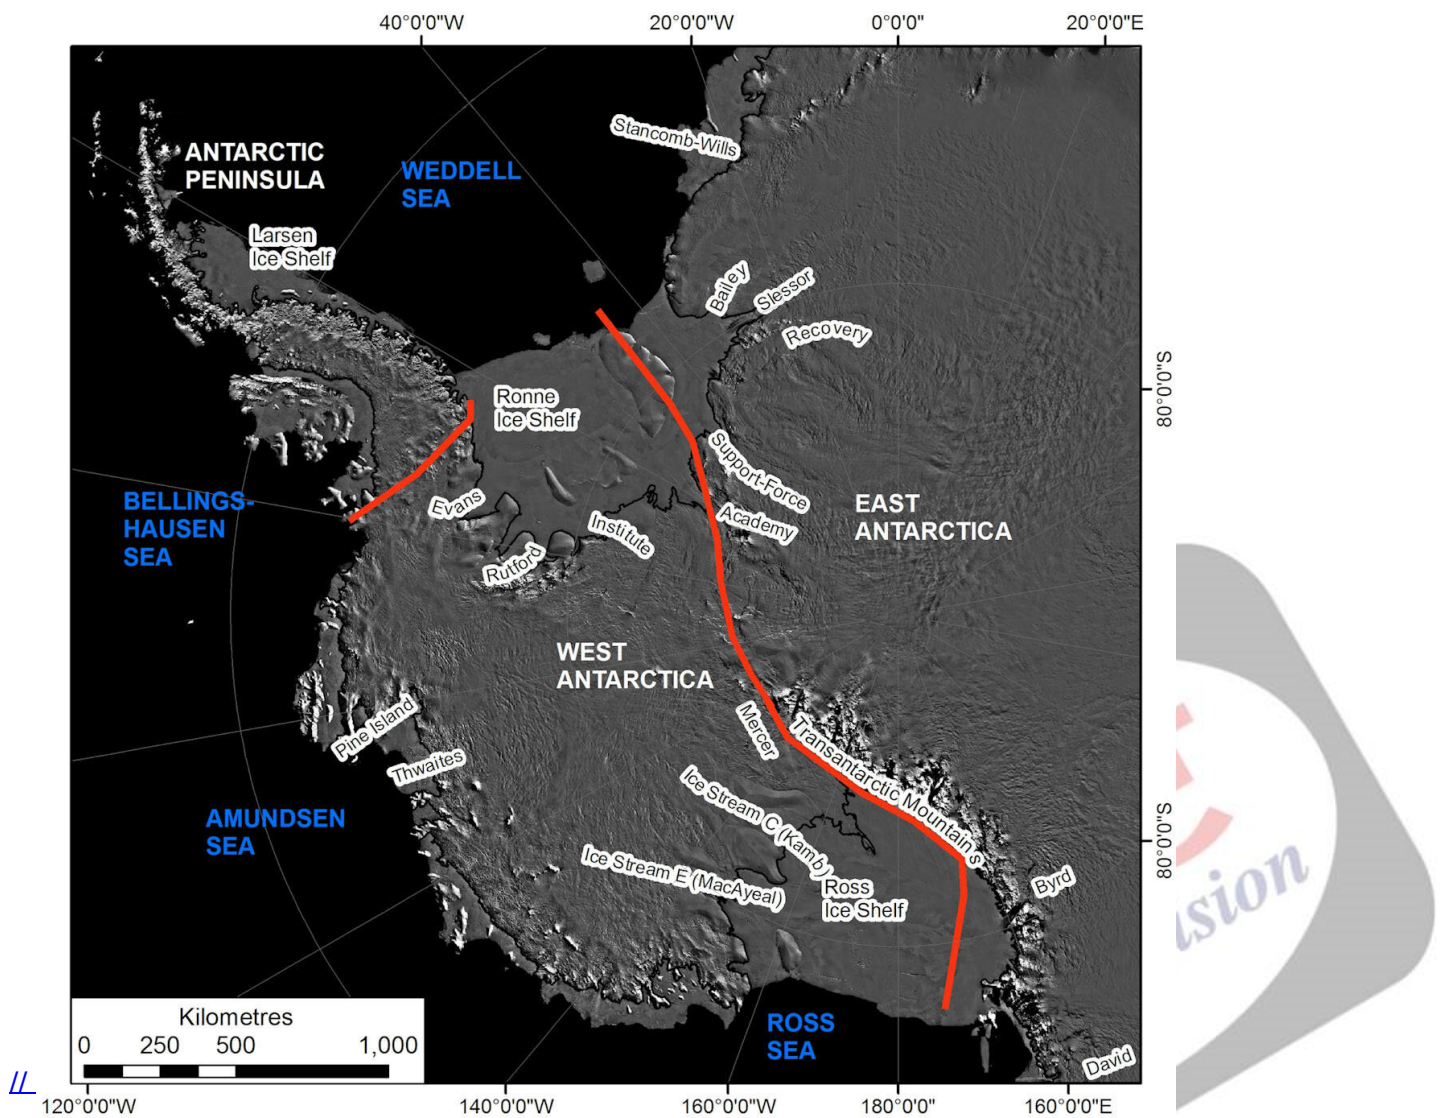 40°0'0"W
20°0'0"W
0°0'0"
20°0'0"E
ANTARCTIC
PENINSULA
WEDDELL
SEA
Stancomb-Wills
Larsen
Ice Shelf
Bailey
Slessor
Recovery
80°0'0"S
Ronne
Ice Shelf
Support-Force
Academy
EAST
ANTARCTICA
BELLINGS-
HAUSEN
SEA
Evans
Rutford
Institute
WEST
ANTARCTICA
Pine Island
Thwaites
Mercer
Transantarctic Mountains
AMUNDSEN
SEA
Ice Stream C (Kamb)
Ice Stream E (MacAyeal)
Ross
Ice Shelf
Byrd
80°0'0"S
ROSS
SEA
David
Kilometres
0 250 500 1,000
//
120°0'0"W
140°0'0"W
160°0'0"W
180°0'0"
160°0'0"E